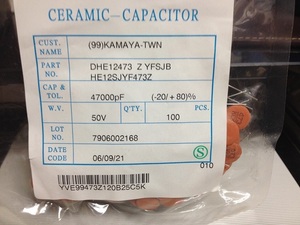 CERAMIC-CAPACITOR
CUST. NAME (99)KAMAYA-TWN
PART NO. DHE12473 Z YFSJB
HE12SJYF473Z
CAP & TOL. 47000pF (-20/+80)%
W.V. 50V Q'TY. 100 PCS.
LOT NO. 7906002168
DATE CODE 06/09/21 S
010
YVE99473Z120B25C5K